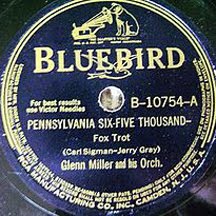 BLUEBIRD
For best results
use Victor Needles
B-10754-A
PENNSYLVANIA SIX-FIVE THOUSAND-
Fox Trot
(Carl Sigman-Jerry Gray)
Glenn Miller and his Orch.
RCA MANUFACTURING CO., INC., CAMDEN, N.J., U.S.A.